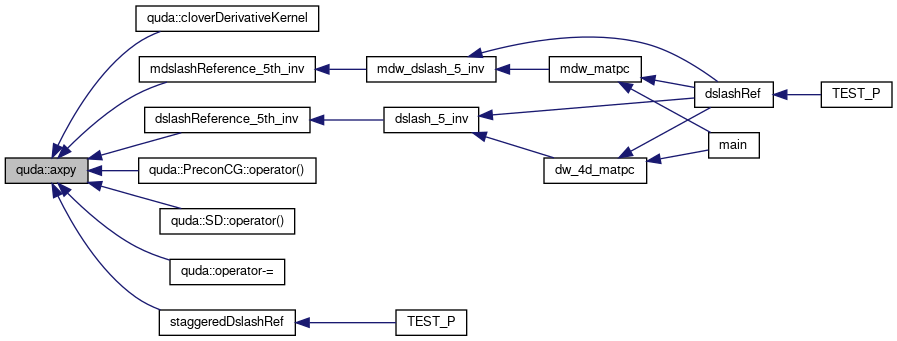 quda::cloverDerivativeKernel
mdslashReference_5th_inv
mdw_dslash_5_inv
mdw_matpc
dslashRef
TEST_P
dslashReference_5th_inv
dslash_5_inv
main
quda::axpy
quda::PreconCG::operator()
dw_4d_matpc
quda::SD::operator()
quda::operator-=
staggeredDslashRef
TEST_P